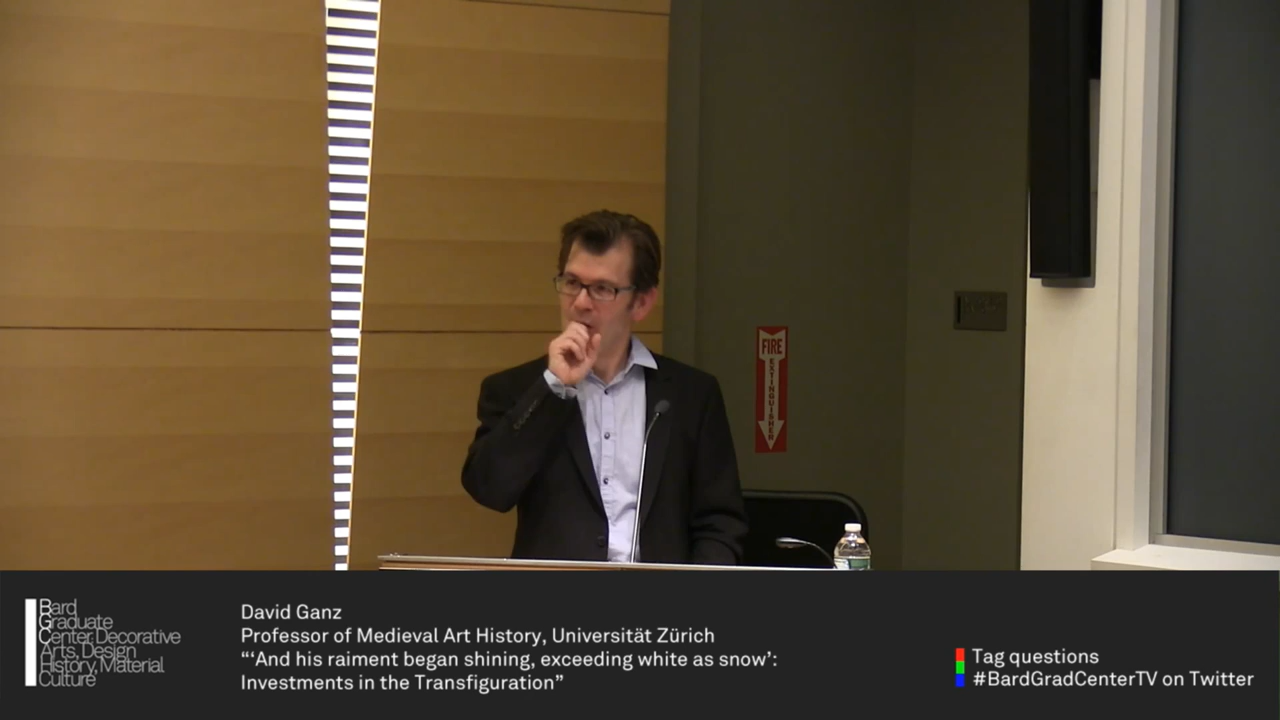 FIRE
EXTINGUISHER
Bard
Graduate
Center: Decorative
Arts, Design
History, Material
Culture
David Ganz
Professor of Medieval Art History, Universität Zürich
“‘And his raiment began shining, exceeding white as snow’:
Investments in the Transfiguration”
Tag questions
#BardGradCenterTV on Twitter